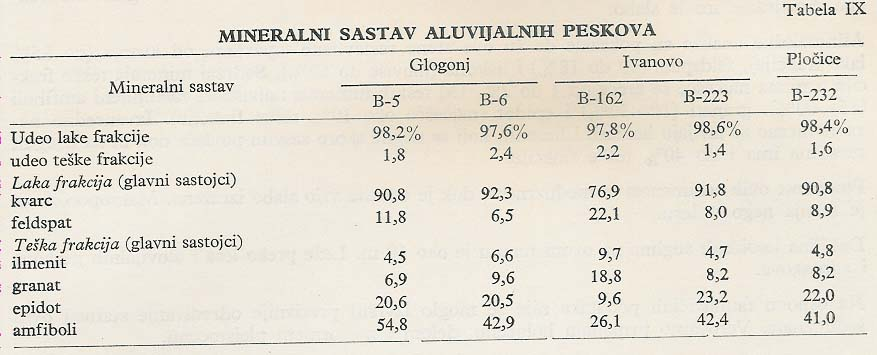 Tabela IX
MINERALNI SASTAV ALUVIJALNIH PESKOVA
Mineralni sastav Glogonj Ivanovo Pločice
B-5 B-6 B-162 B-223 B-232
Udeo lake frakcije 98,2% 97,6% 97,8% 98,6% 98,4%
udeo teške frakcije 1,8 2,4 2,2 1,4 1,6
Laka frakcija (glavni sastojci)
kvarc 90,8 92,3 76,9 91,8 90,8
feldspat 11,8 6,5 22,1 8,0 8,9
Teška frakcija (glavni sastojci)
ilmenit 4,5 6,6 9,7 4,7 4,8
granat 6,9 9,6 18,8 8,2 8,2
epidot 20,6 20,5 9,6 23,2 22,0
amfiboli 54,8 42,9 26,1 42,4 41,0